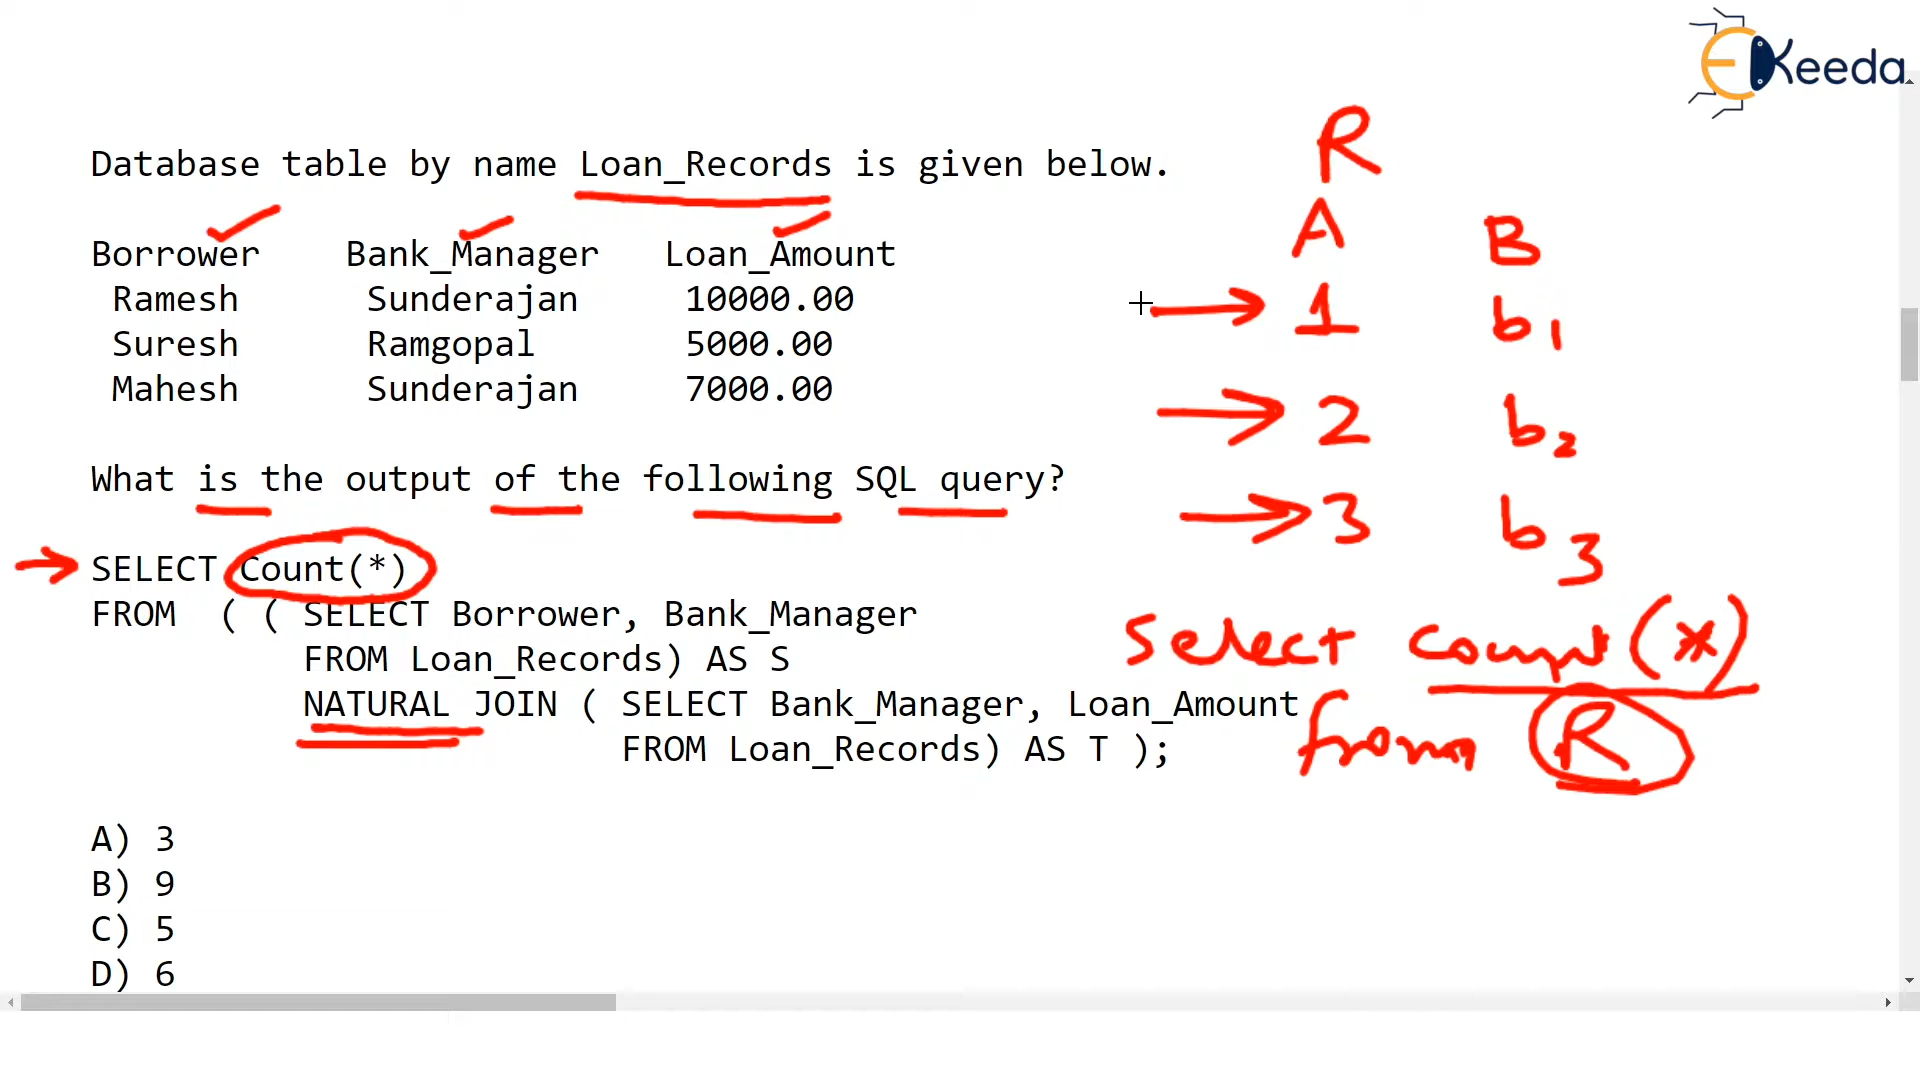 EKeeda
Database table by name Loan_Records is given below.
Borrower Bank_Manager Loan_Amount
Ramesh Sunderajan 10000.00
Suresh Ramgopal 5000.00
Mahesh Sunderajan 7000.00
What is the output of the following SQL query?
SELECT Count(*)
FROM ( ( SELECT Borrower, Bank_Manager
FROM Loan_Records) AS S
NATURAL JOIN ( SELECT Bank_Manager, Loan_Amount
FROM Loan_Records) AS T );
A) 3
B) 9
C) 5
D) 6
R
A B
1 b1
2 b2
3 b3
Select count(*)
from R